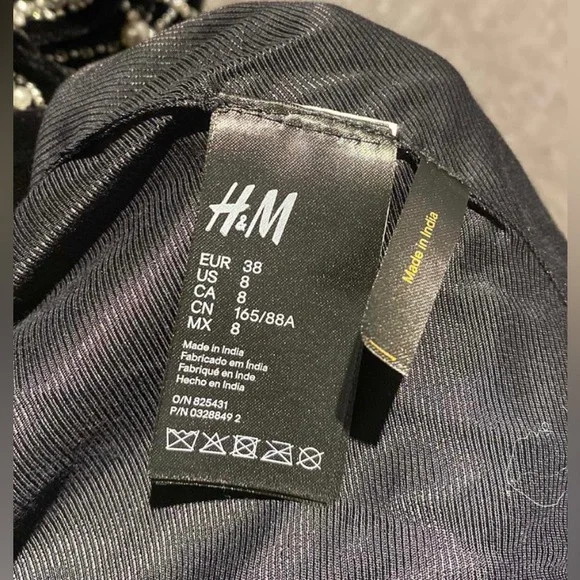 H&M
EUR 38
US 8
CA 8
CN 165/88A
MX 8
Made in India
Fabricado em Índia
Fabriqué en Inde
Hecho en India
O/N 825431
P/N 0328849 2
Made in India